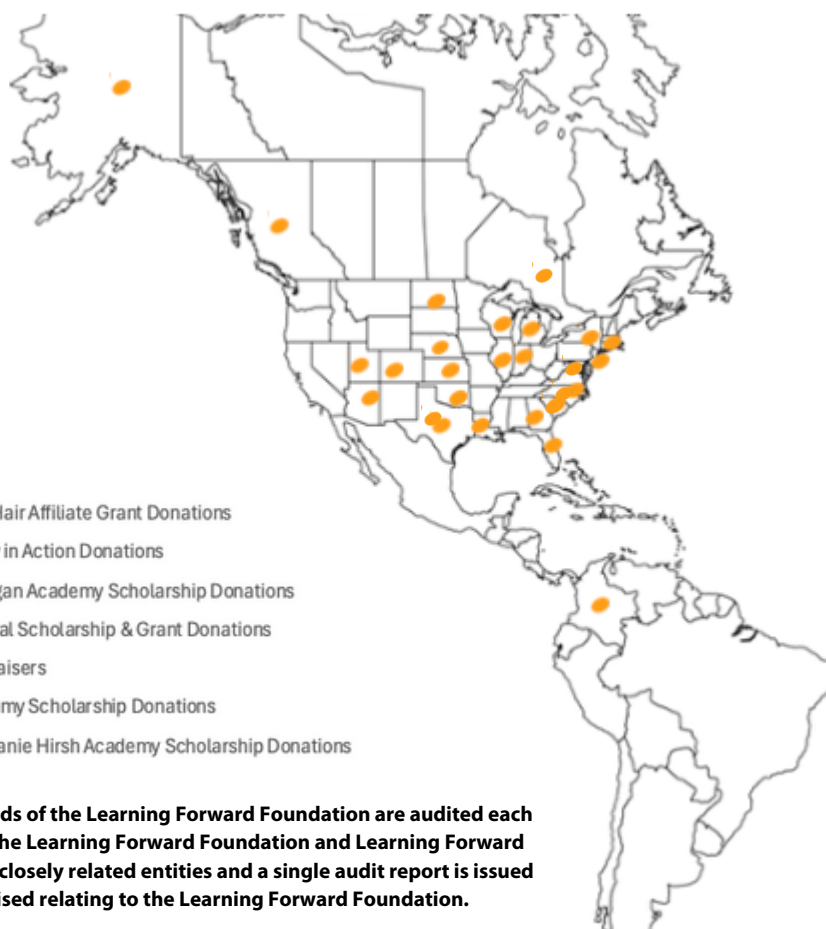 Hair Affiliate Grant Donations
in Action Donations
gan Academy Scholarship Donations
al Scholarship & Grant Donations
aisers
my Scholarship Donations
anie Hirsh Academy Scholarship Donations
ds of the Learning Forward Foundation are audited each
he Learning Forward Foundation and Learning Forward
closely related entities and a single audit report is issued
ised relating to the Learning Forward Foundation.